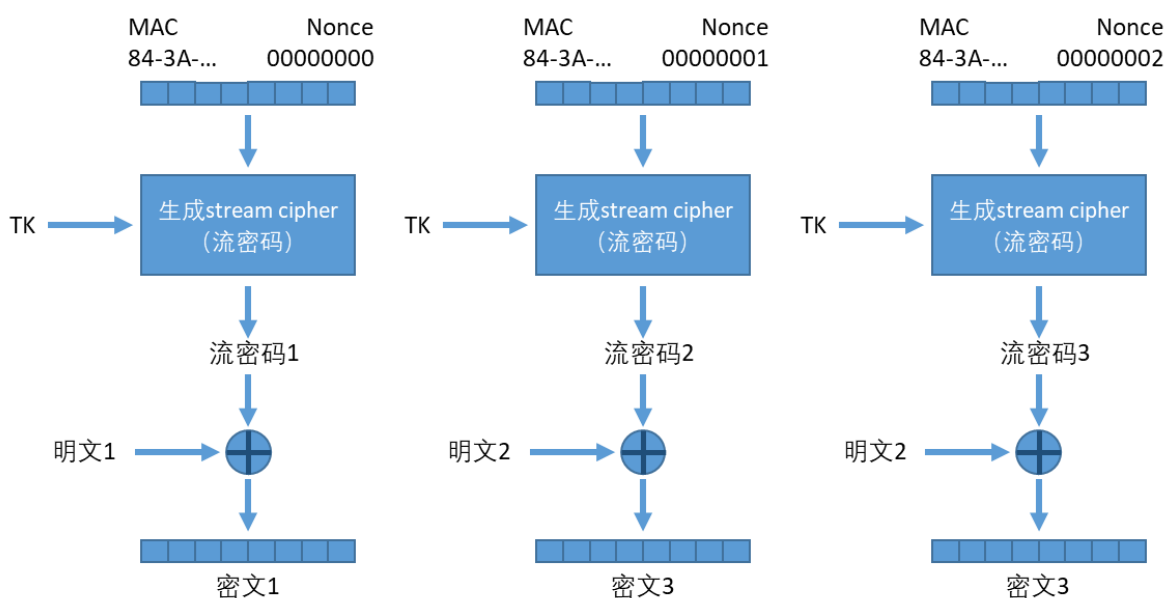 MAC Nonce
84-3A-... 00000000
MAC Nonce
84-3A-... 00000001
MAC Nonce
84-3A-... 00000002
TK
生成stream cipher
（流密码）
TK
生成stream cipher
（流密码）
TK
生成stream cipher
（流密码）
流密码1
流密码2
流密码3
明文1
明文2
明文2
密文1
密文3
密文3